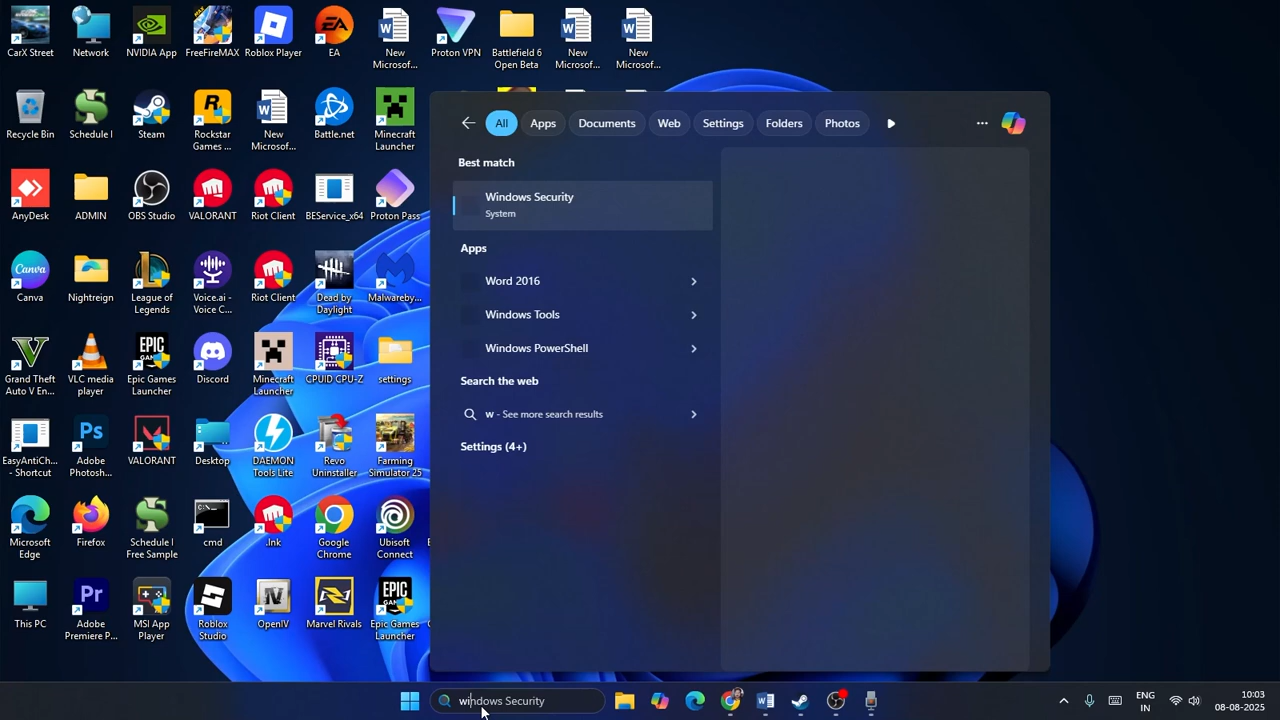 CarX Street
Network
NVIDIA App
FreeFireMAX
Roblox Player
EA
New
Microsof...
Proton VPN
Battlefield 6
Open Beta
New
Microsof...
New
Microsof...
Recycle Bin
Schedule I
Steam
Rockstar
Games ...
New
Microsof...
Battle.net
Minecraft
Launcher
AnyDesk
ADMIN
OBS Studio
VALORANT
Riot Client
BEService_x64
Proton Pass
Canva
Canva
Nightreign
League of
Legends
Voice.ai -
Voice C...
Riot Client
Dead by
Daylight
Malwareby...
Grand Theft
Auto V En...
VLC media
player
Epic Games
Launcher
Discord
Minecraft
Launcher
CPUID CPU-Z
settings
EasyAntiCh...
- Shortcut
Adobe
Photosh...
VALORANT
Desktop
DAEMON
Tools Lite
Revo
Uninstaller
Farming
Simulator 25
Microsoft
Edge
Firefox
Schedule I
Free Sample
cmd
.lnk
Google
Chrome
Ubisoft
Connect
This PC
Adobe
Premiere P...
MSI App
Player
Roblox
Studio
OpenIV
Marvel Rivals
Epic Games
Launcher
All
Apps
Documents
Web
Settings
Folders
Photos
Best match
Windows Security
System
Apps
Word 2016
Windows Tools
Windows PowerShell
Search the web
w - See more search results
Settings (4+)
windows Security
ENG
IN
10:03
08-08-2025